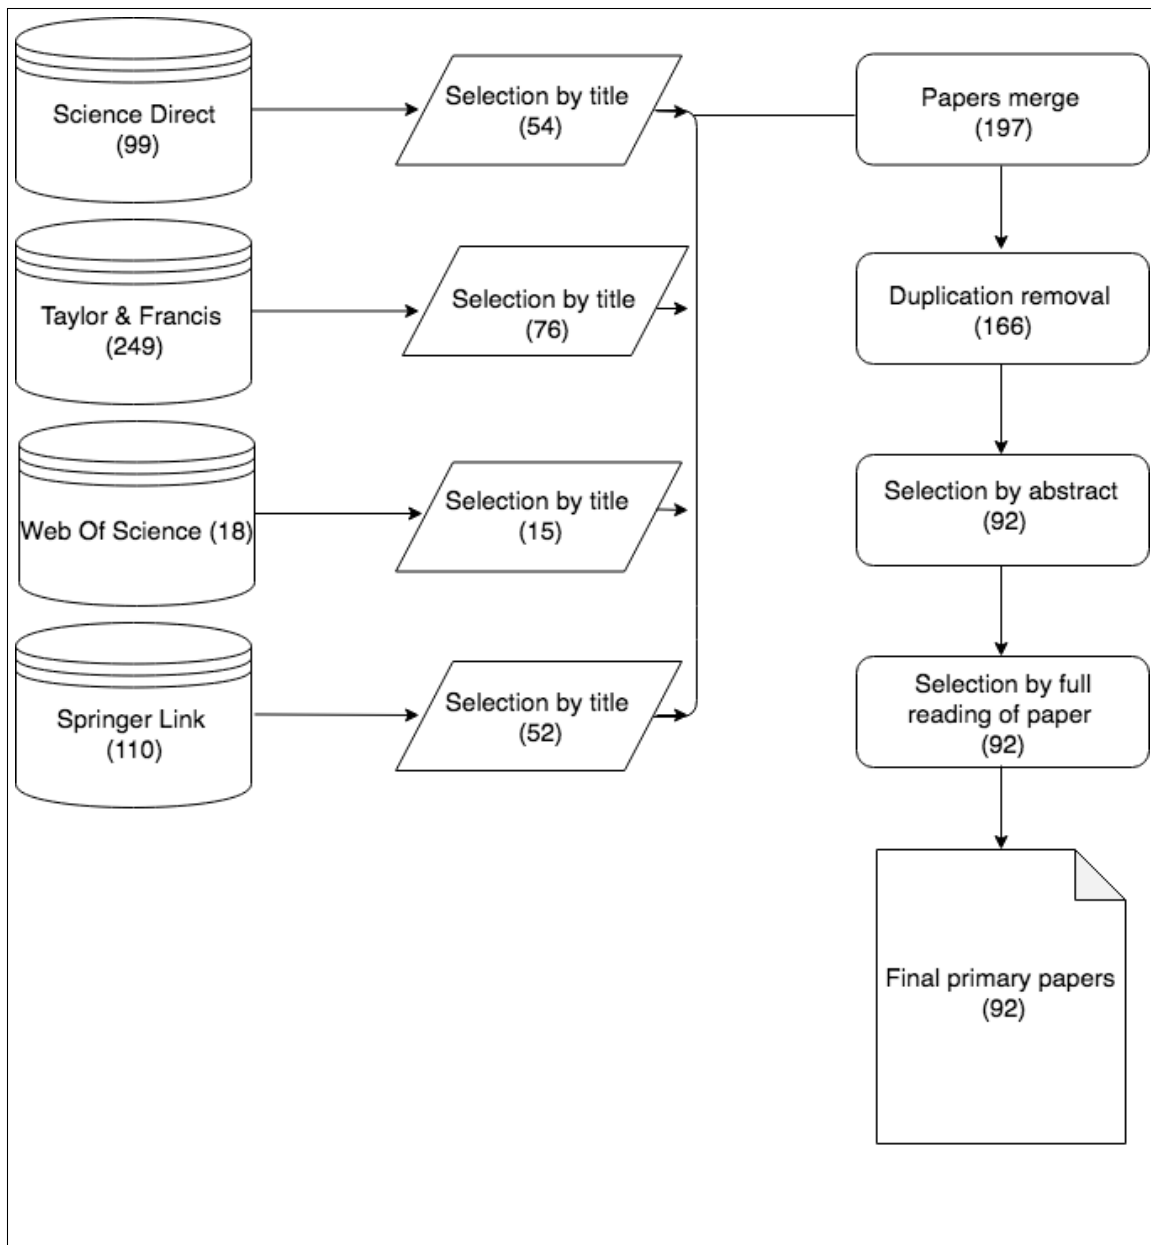 Science Direct
(99)
Selection by title
(54)
Papers merge
(197)
Taylor & Francis
(249)
Selection by title
(76)
Duplication removal
(166)
Web Of Science (18)
Selection by title
(15)
Selection by abstract
(92)
Springer Link
(110)
Selection by title
(52)
Selection by full
reading of paper
(92)
Final primary papers
(92)